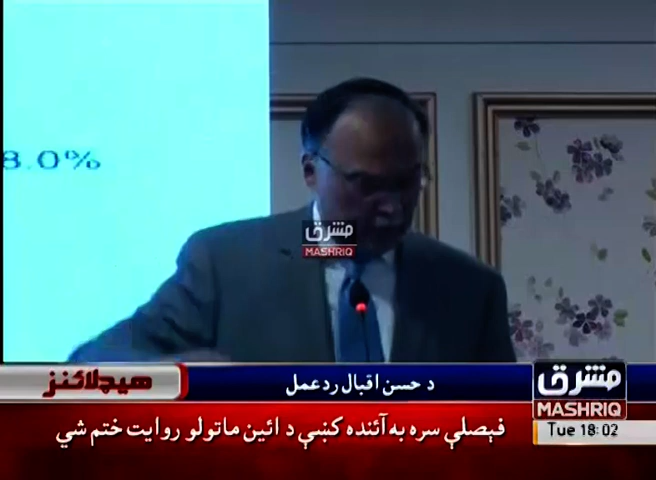 8.0%
مشرق
MASHRIQ
هيډلائنز
د حسن اقبال ردعمل
فېصلې سره به آئنده کښې د ائين ماتولو روايت ختم شي
مشرق
MASHRIQ
Tue 18:02